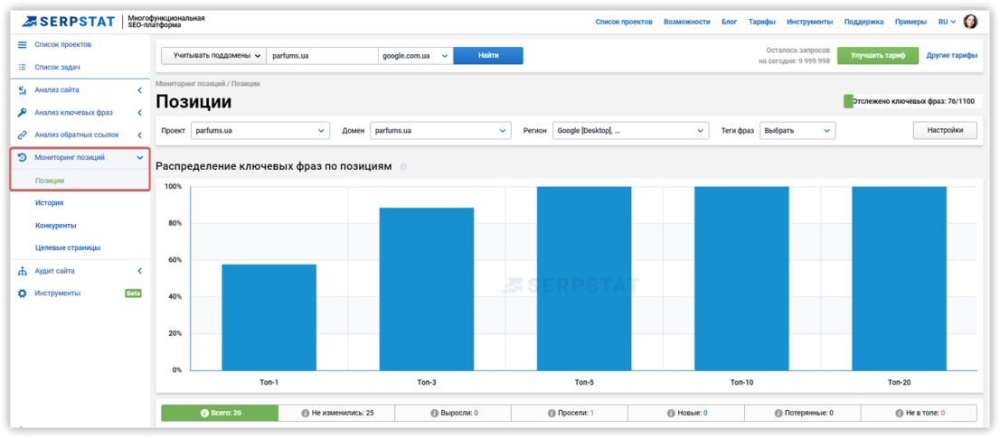 SERPSTAT
Многофункциональная
SEO-платформа
Список проектов Возможности Блог Тарифы Инструменты Поддержка Примеры RU
Список проектов
Список задач
Анализ сайта
Анализ ключевых фраз
Анализ обратных ссылок
Мониторинг позиций
Позиции
История
Конкуренты
Целевые страницы
Аудит сайта
Инструменты Beta
Учитывать поддомены parfums.ua google.com.ua Найти
Осталось запросов
на сегодня: 9 999 998
Улучшить тариф Другие тарифы
Мониторинг позиций / Позиции
Позиции
Отслежено ключевых фраз: 76/1100
Проект parfums.ua Домен parfums.ua Регион Google [Desktop], ... Теги фраз Выбрать Настройки
Распределение ключевых фраз по позициям
100%
80%
60%
40%
20%
0%
SERPSTAT
Топ-1 Топ-3 Топ-5 Топ-10 Топ-20
Всего: 26 Не изменились: 25 Выросли: 0 Просели: 1 Новые: 0 Потерянные: 0 Не в топе: 0